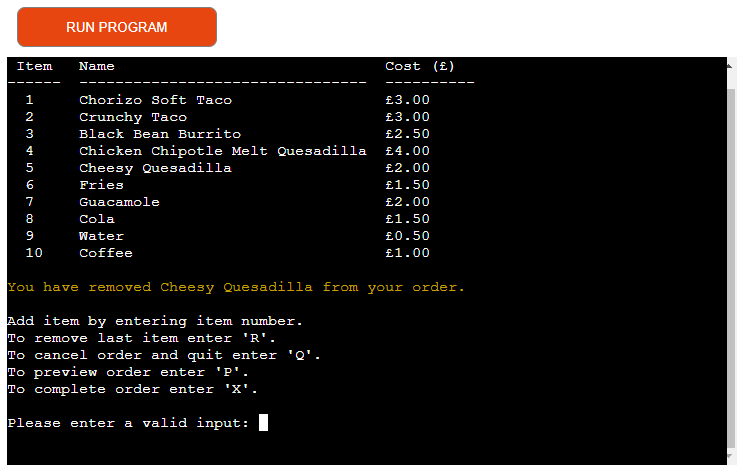 RUN PROGRAM
Item Name Cost (£)
------ -------------------------------- ----------
1 Chorizo Soft Taco £3.00
2 Crunchy Taco £3.00
3 Black Bean Burrito £2.50
4 Chicken Chipotle Melt Quesadilla £4.00
5 Cheesy Quesadilla £2.00
6 Fries £1.50
7 Guacamole £2.00
8 Cola £1.50
9 Water £0.50
10 Coffee £1.00
You have removed Cheesy Quesadilla from your order.
Add item by entering item number.
To remove last item enter 'R'.
To cancel order and quit enter 'Q'.
To preview order enter 'P'.
To complete order enter 'X'.
Please enter a valid input: